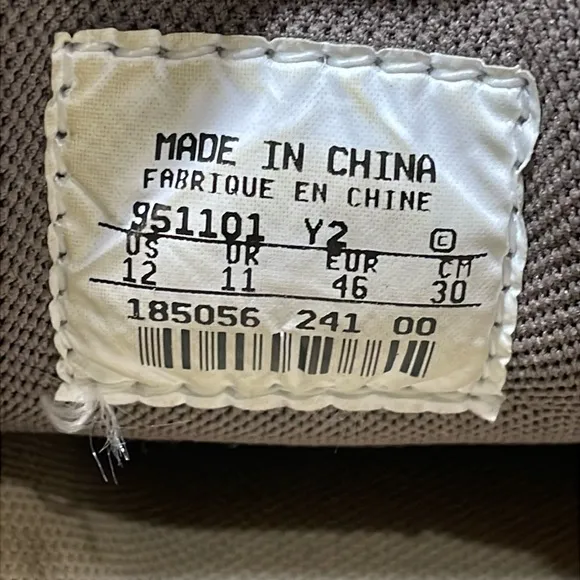 MADE IN CHINA
FABRIQUE EN CHINE
951101 Y2 ©
US UK EUR CM
12 11 46 30
185056 241 00